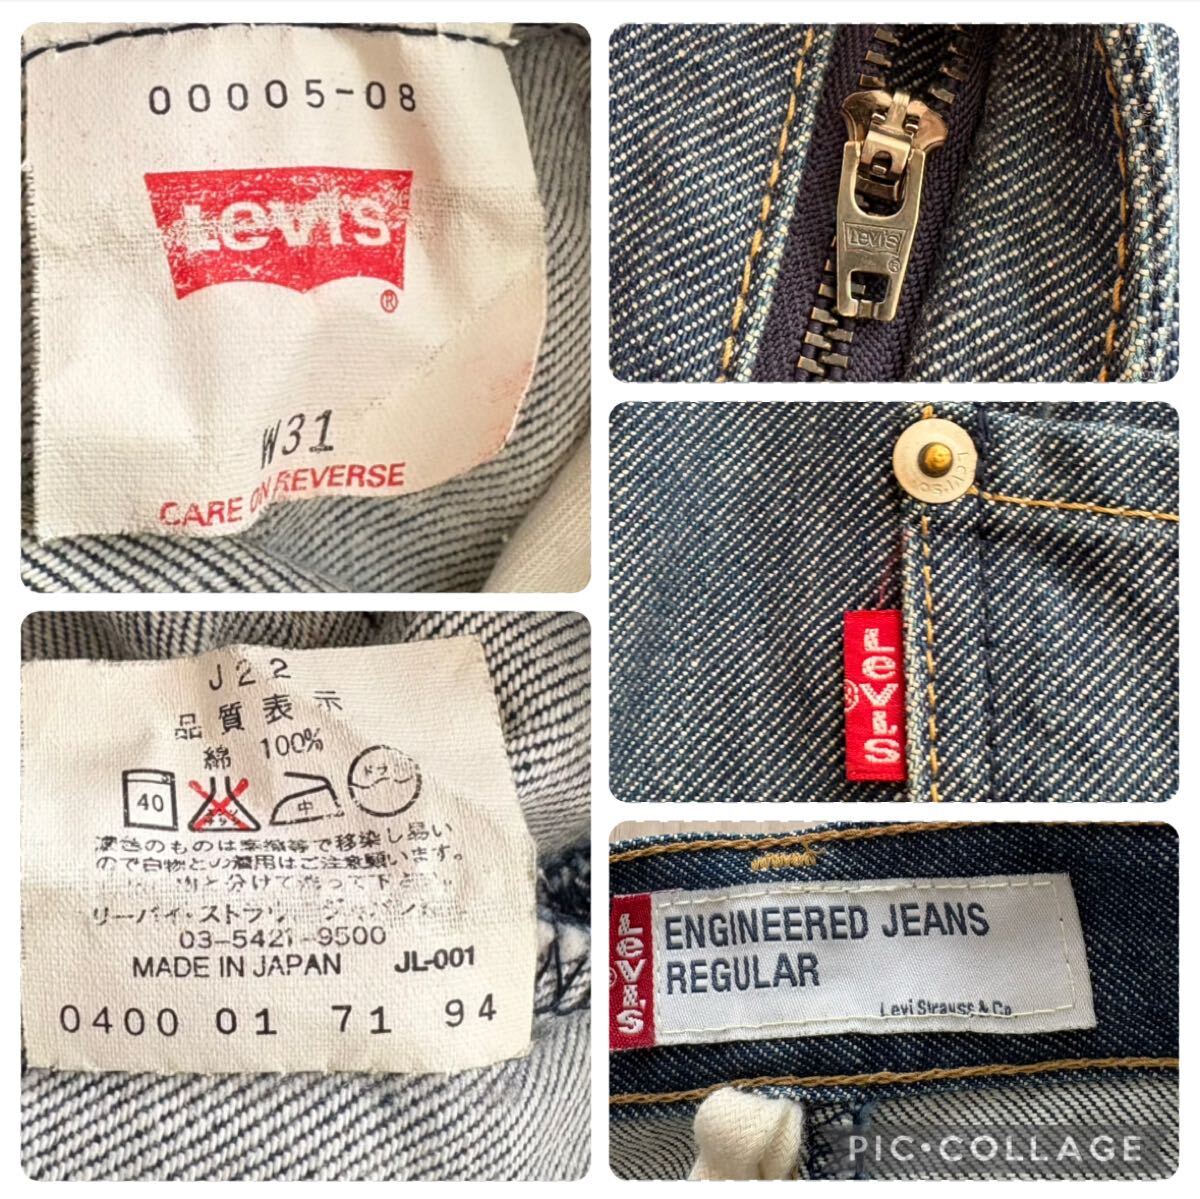 00005-08
Levi's
®
W31
CARE ON REVERSE
J22
品質表示
綿 100%
40
中
濃色のものは摩擦等で移染し易い
ので白物との着用はご注意願います。
03-5421-9500
MADE IN JAPAN JL-001
0400 01 71 94
Levi's
®
LEVI'S
Levi's
®
Levi's
ENGINEERED JEANS
REGULAR
Levi Strauss & Co.
PIC•COLLAGE